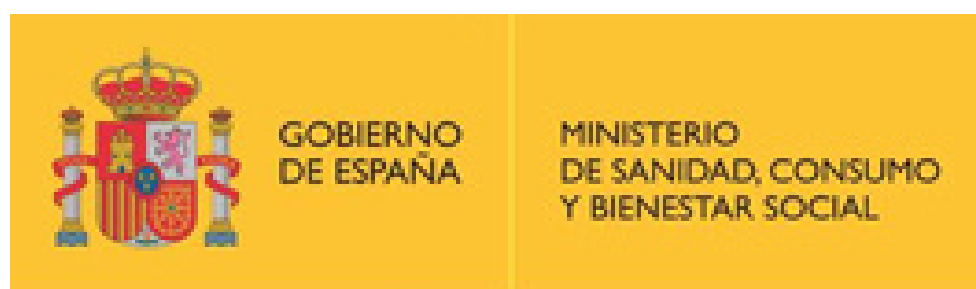 GOBIERNO
DE ESPAÑA
MINISTERIO
DE SANIDAD, CONSUMO
Y BIENESTAR SOCIAL